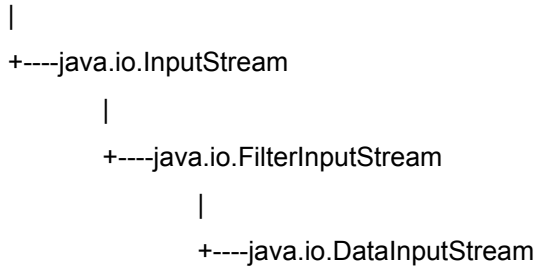 |
+----java.io.InputStream
|
+----java.io.FilterInputStream
|
+----java.io.DataInputStream